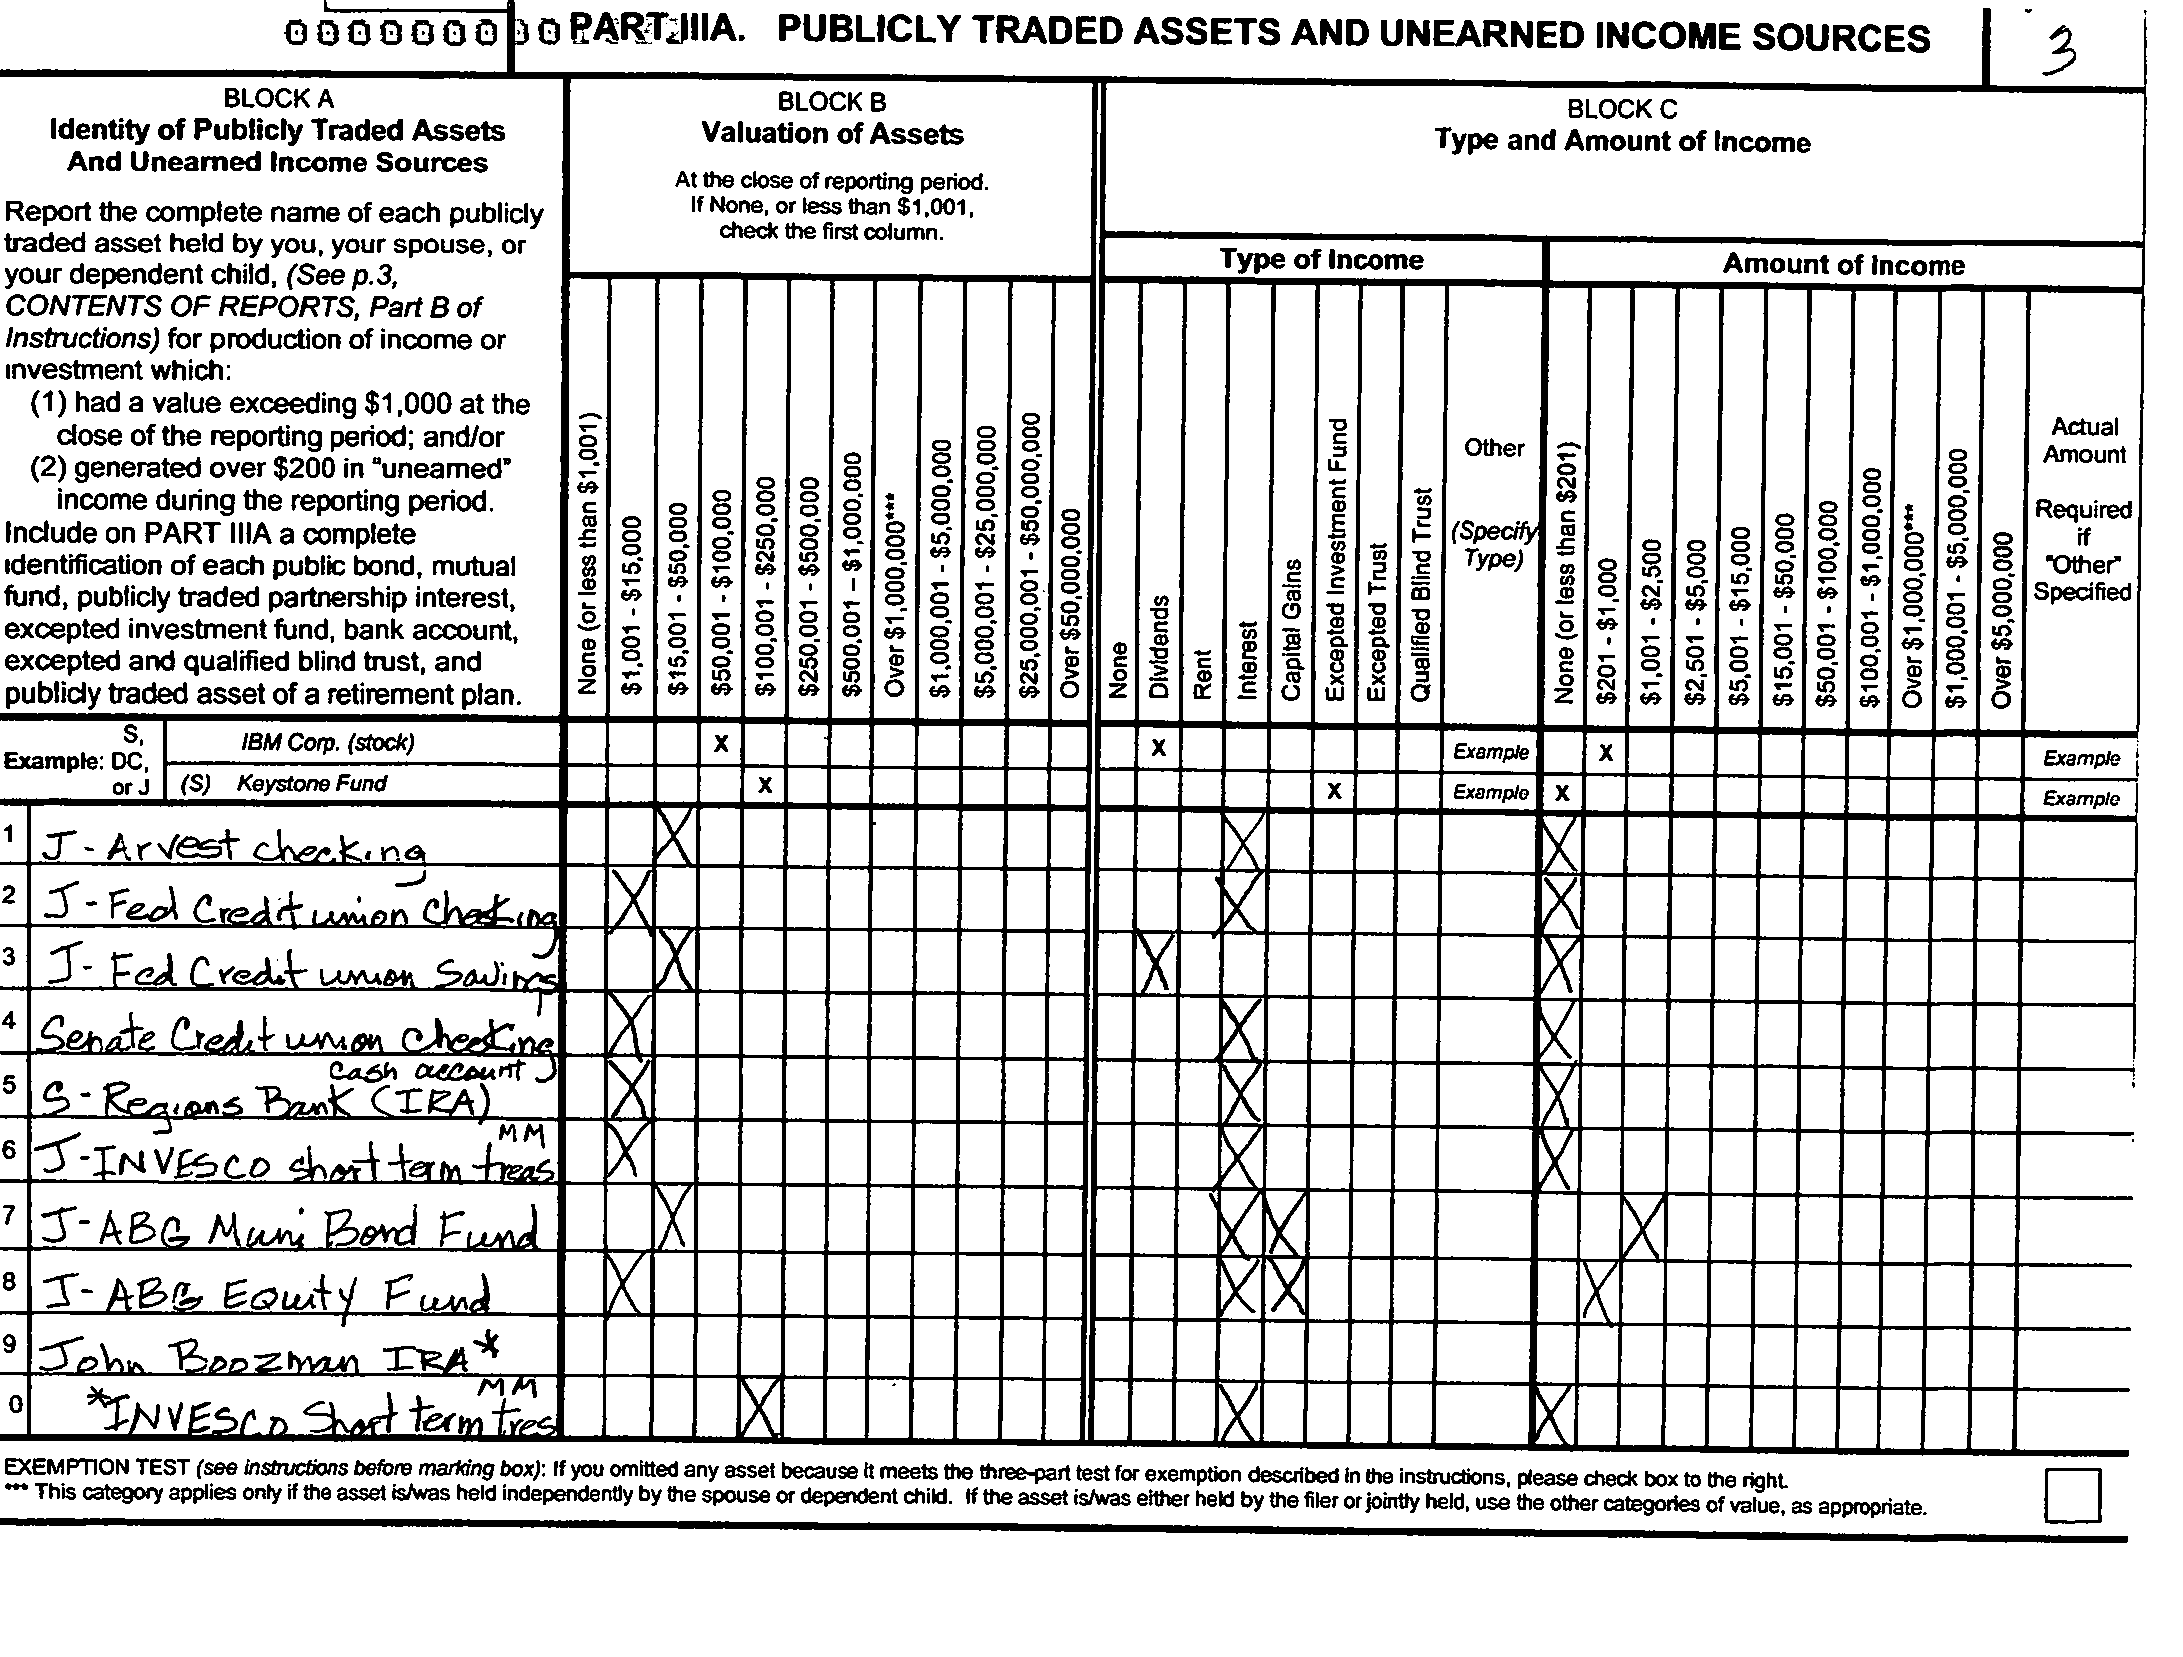 0 0 0 0 0 0 0 0 0 PART IIIA. PUBLICLY TRADED ASSETS AND UNEARNED INCOME SOURCES 3
BLOCK A
Identity of Publicly Traded Assets
And Unearned Income Sources
Report the complete name of each publicly
traded asset held by you, your spouse, or
your dependent child, (See p.3,
CONTENTS OF REPORTS, Part B of
Instructions) for production of income or
investment which:
(1) had a value exceeding $1,000 at the
close of the reporting period; and/or
(2) generated over $200 in "unearned"
income during the reporting period.
Include on PART IIIA a complete
identification of each public bond, mutual
fund, publicly traded partnership interest,
excepted investment fund, bank account,
excepted and qualified blind trust, and
publicly traded asset of a retirement plan.
BLOCK B
Valuation of Assets
At the close of reporting period.
If None, or less than $1,001,
check the first column.
None (or less than $1,001)
$1,001 - $15,000
$15,001 - $50,000
$50,001 - $100,000
$100,001 - $250,000
$250,001 - $500,000
$500,001 – $1,000,000
Over $1,000,000***
$1,000,001 - $5,000,000
$5,000,001 - $25,000,000
$25,000,001 - $50,000,000
Over $50,000,000
BLOCK C
Type and Amount of Income
Type of Income
None
Dividends
Rent
Interest
Capital Gains
Excepted Investment Fund
Excepted Trust
Qualified Blind Trust
Other
(Specify
Type)
Amount of Income
None (or less than $201)
$201 - $1,000
$1,001 - $2,500
$2,501 - $5,000
$5,001 - $15,000
$15,001 - $50,000
$50,001 - $100,000
$100,001 - $1,000,000
Over $1,000,000***
$1,000,001 - $5,000,000
Over $5,000,000
Actual
Amount
Required
if
"Other"
Specified
Example: S, DC, or J
IBM Corp. (stock) X X Example X Example
(S) Keystone Fund X X Example X Example
1 J - Arvest checking X X X
2 J - Fed Credit union Checking X X X
3 J - Fed Credit union Savings X X X
4 Senate Credit union Checking X X X
cash account
5 S - Regions Bank (IRA) X X X
MM
6 J - INVESCO short term treas X X X
7 J - ABG Muni Bond Fund X X X X
8 J - ABG Equity Fund X X X X
9 John Boozman IRA*
MM
0 *INVESCO Short term tres X X X
EXEMPTION TEST (see instructions before marking box): If you omitted any asset because it meets the three-part test for exemption described in the instructions, please check box to the right.
*** This category applies only if the asset is/was held independently by the spouse or dependent child. If the asset is/was either held by the filer or jointly held, use the other categories of value, as appropriate.